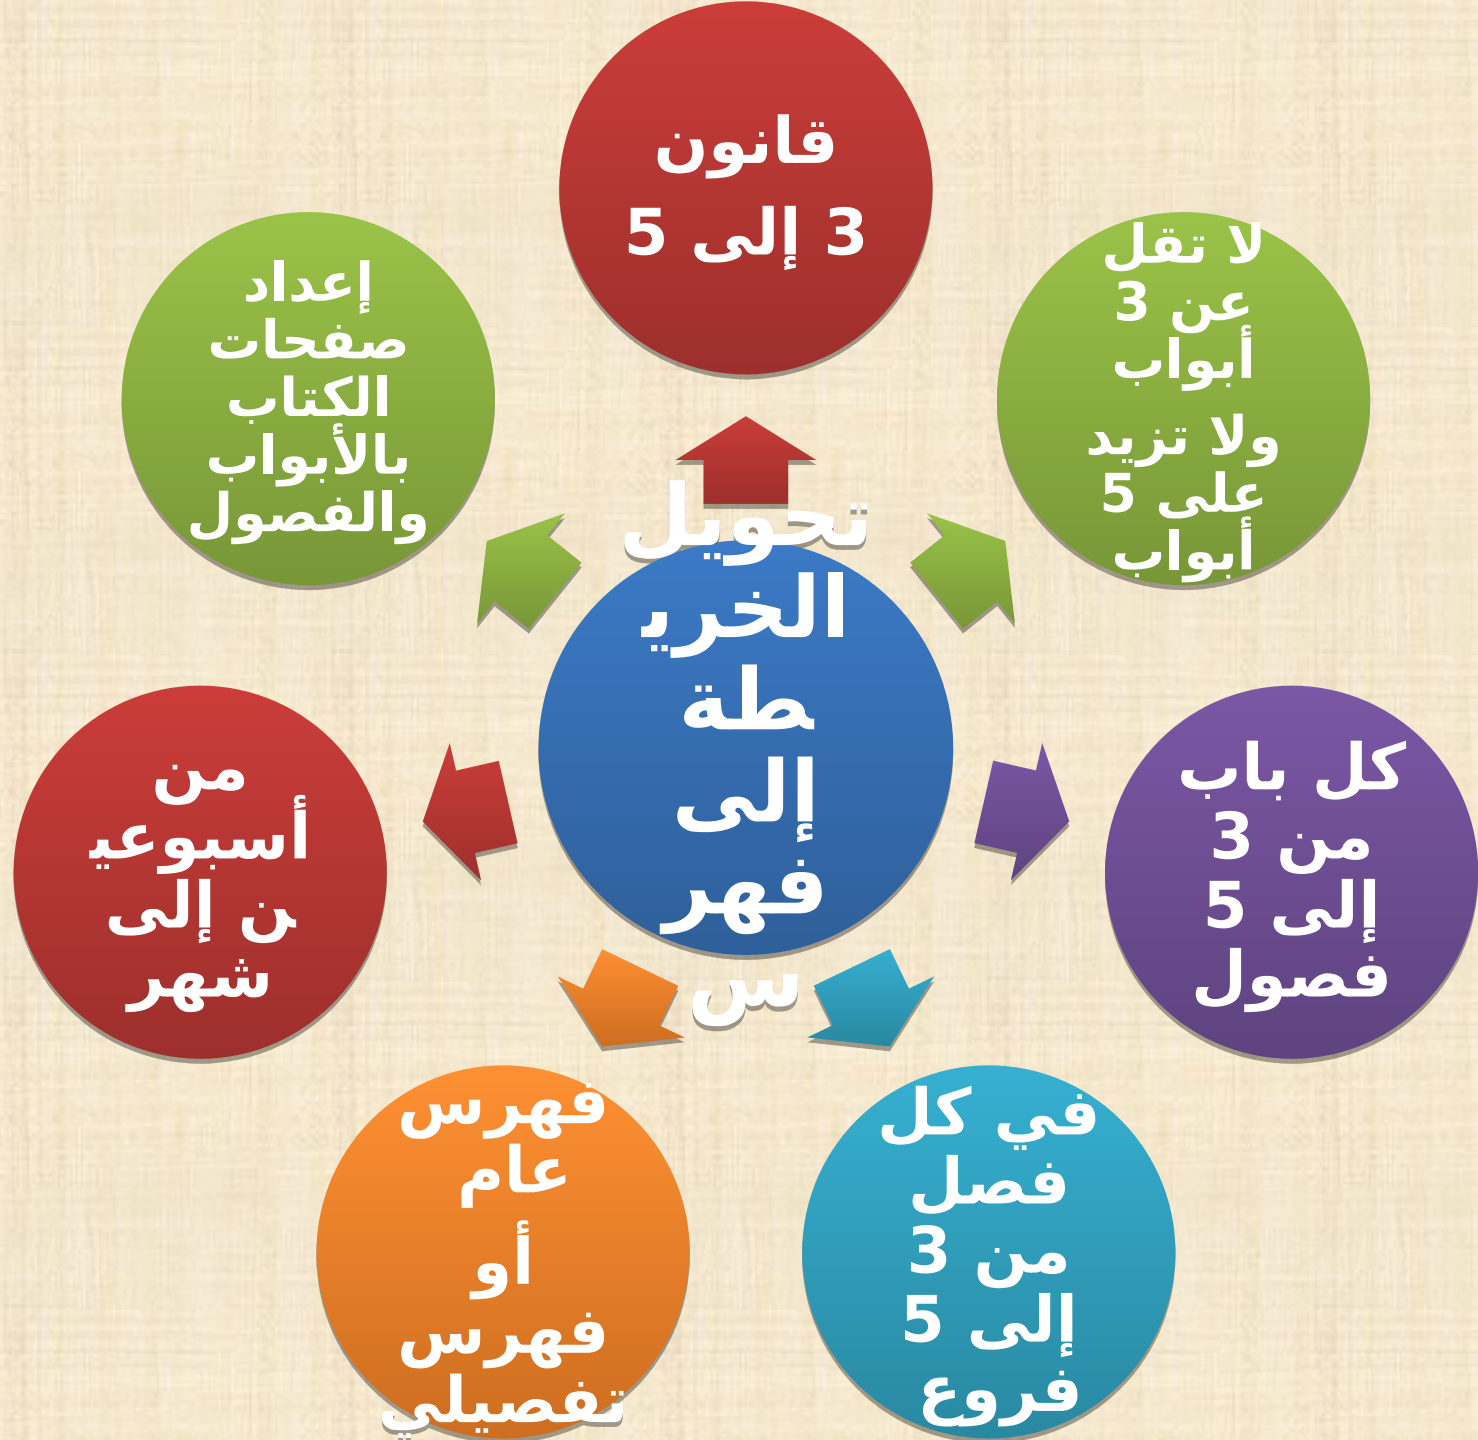 قانون
3 إلى 5
لا تقل
عن 3
أبواب
ولا تزيد
على 5
أبواب
كل باب
من 3
إلى 5
فصول
في كل
فصل
من 3
إلى 5
فروع
فهرس
عام
أو
فهرس
تفصيلي
من
أسبوعي
ن إلى
شهر
إعداد
صفحات
الكتاب
بالأبواب
والفصول
تحويل
الخري
طة
إلى
فهر
س